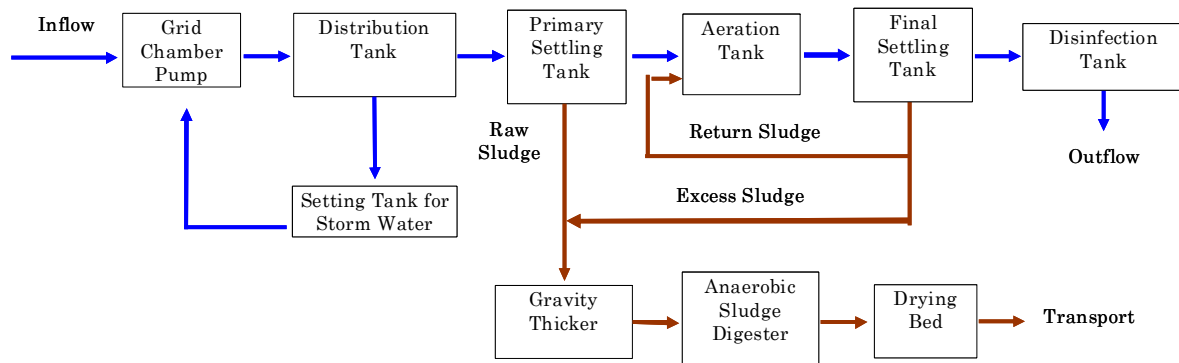 Inflow
Grid
Chamber
Pump
Distribution
Tank
Primary
Settling
Tank
Aeration
Tank
Final
Settling
Tank
Disinfection
Tank
Raw
Sludge
Return Sludge
Outflow
Setting Tank for
Storm Water
Excess Sludge
Gravity
Thicker
Anaerobic
Sludge
Digester
Drying
Bed
Transport